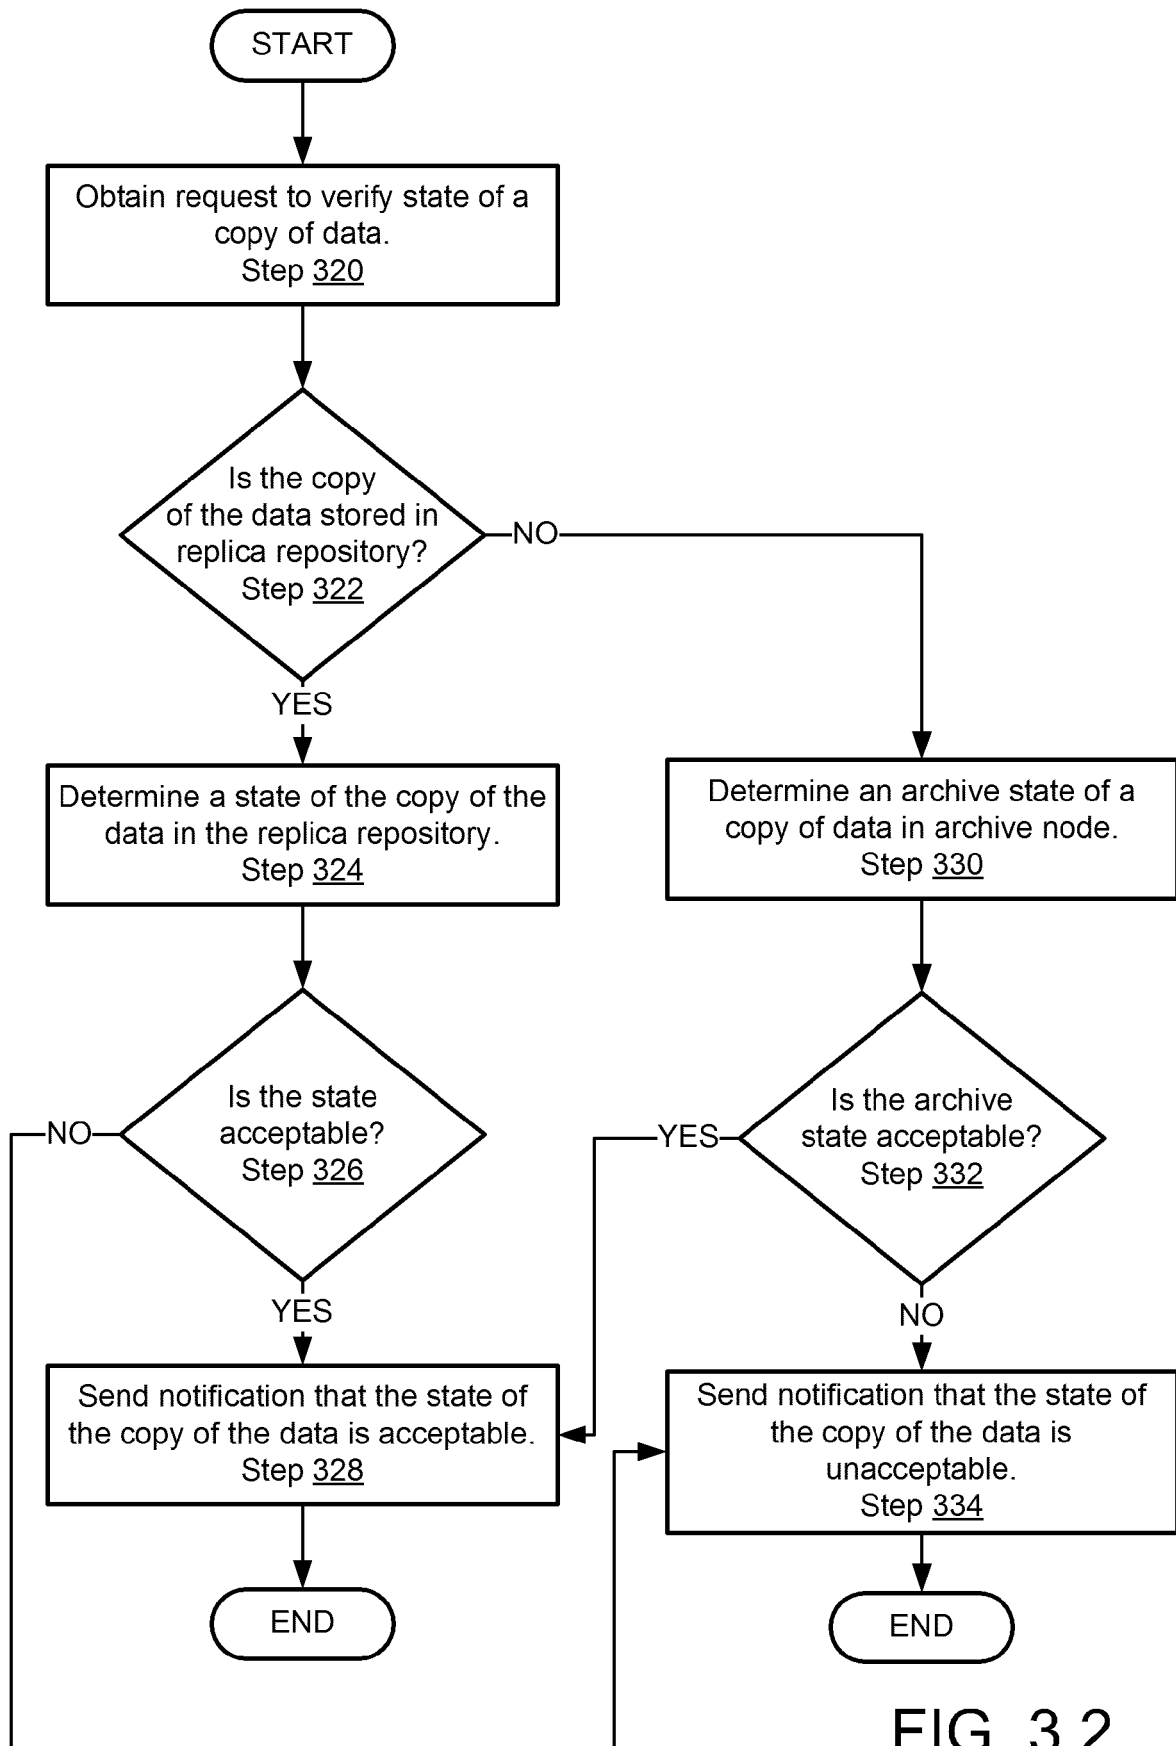 START
Obtain request to verify state of a
copy of data.
Step 320
Is the copy
of the data stored in
replica repository?
Step 322
NO
YES
Determine a state of the copy of the
data in the replica repository.
Step 324
Determine an archive state of a
copy of data in archive node.
Step 330
Is the state
acceptable?
Step 326
NO
YES
Is the archive
state acceptable?
Step 332
YES
NO
Send notification that the state of
the copy of the data is acceptable.
Step 328
Send notification that the state of
the copy of the data is
unacceptable.
Step 334
END
END
FIG. 3.2